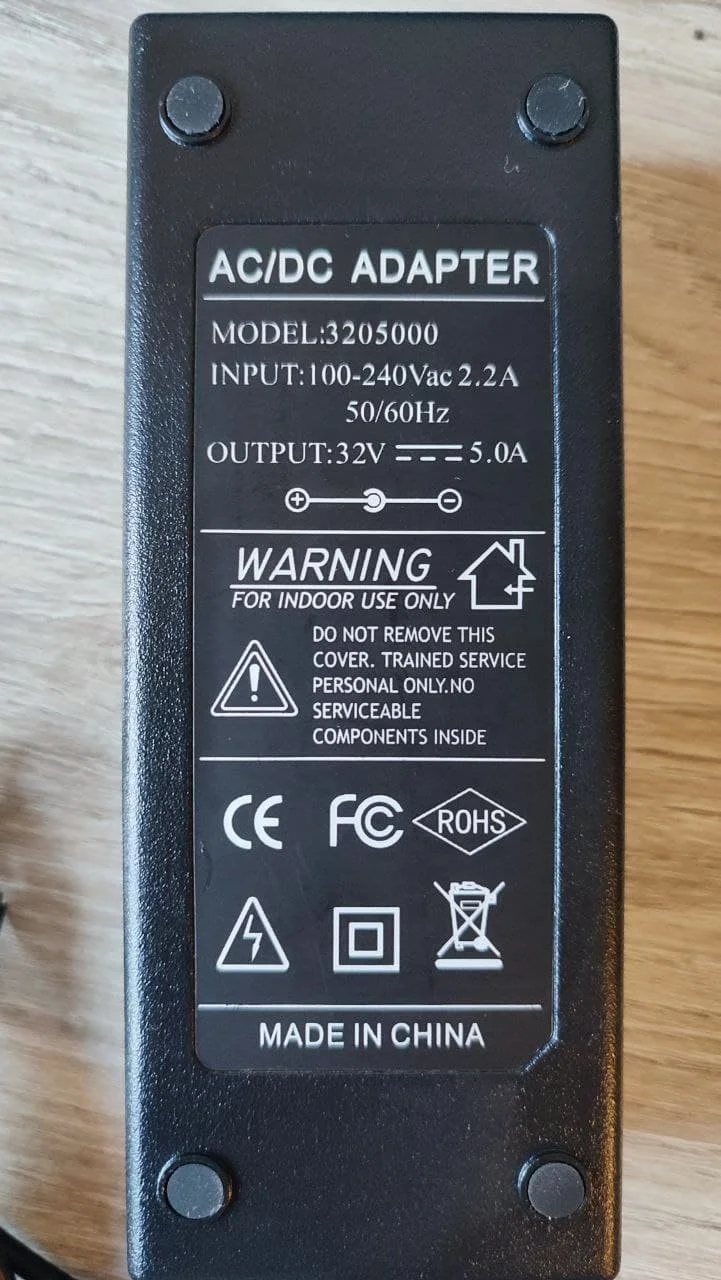 AC/DC ADAPTER
MODEL:3205000
INPUT:100-240Vac 2.2A
50/60Hz
OUTPUT:32V ⎓ 5.0A
WARNING
FOR INDOOR USE ONLY
DO NOT REMOVE THIS
COVER. TRAINED SERVICE
PERSONAL ONLY.NO
SERVICEABLE
COMPONENTS INSIDE
CE FC ROHS
MADE IN CHINA